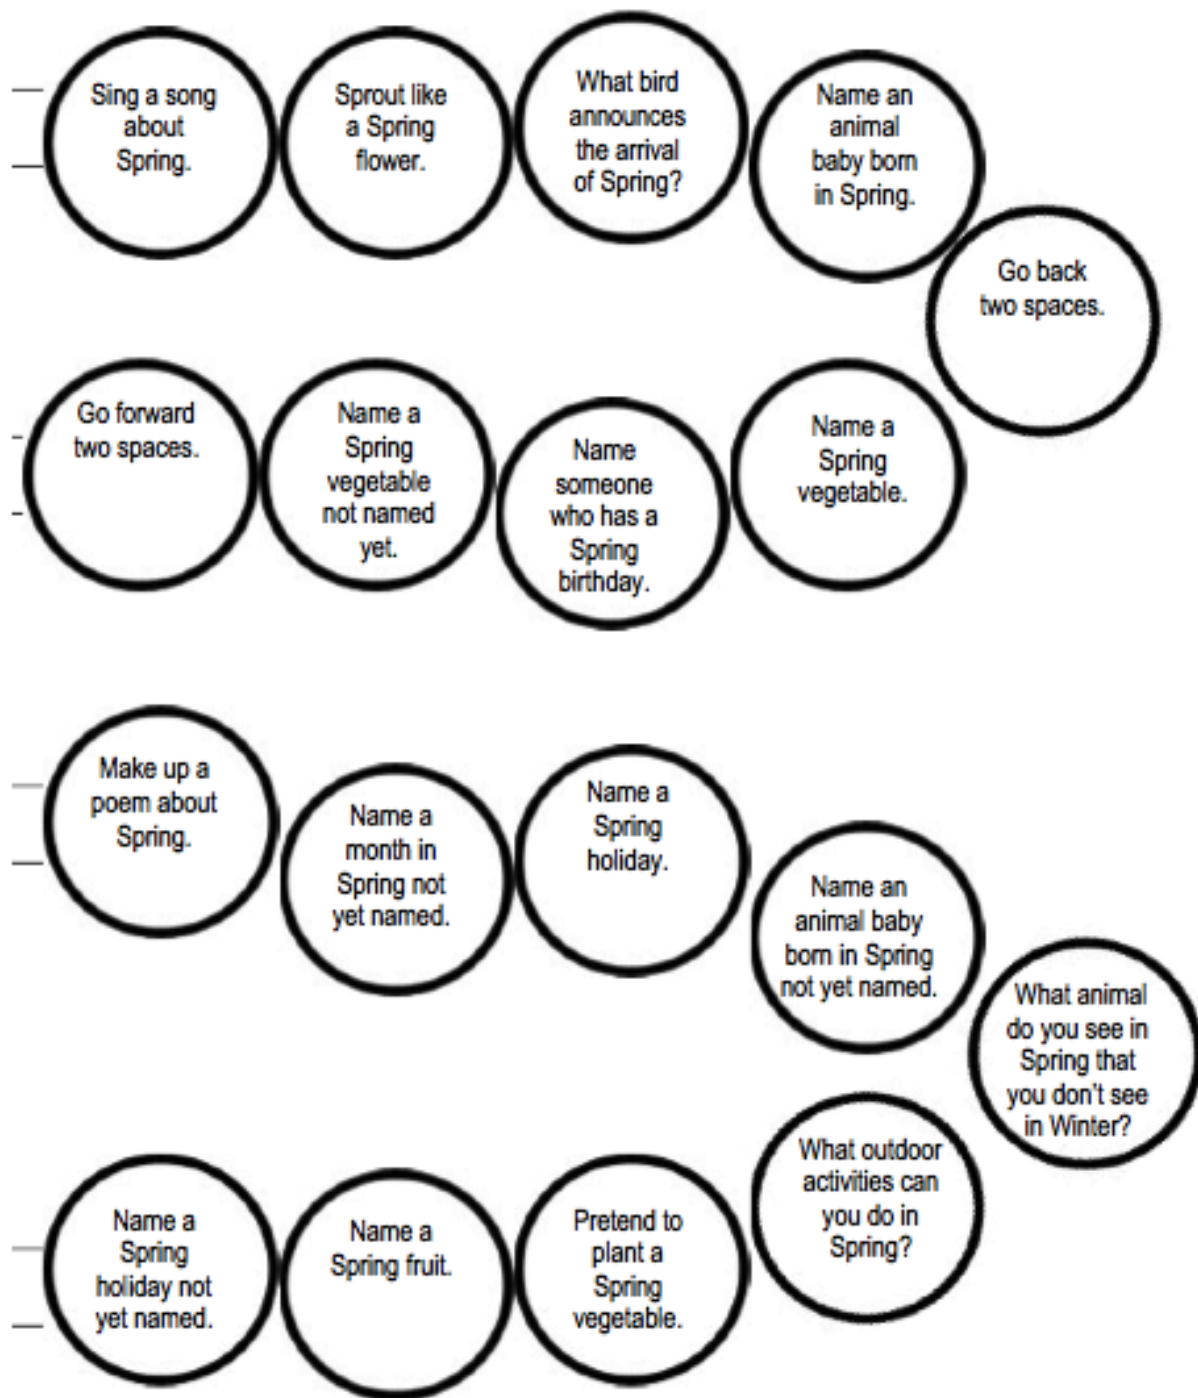 Sing a song
about
Spring.
Sprout like
a Spring
flower.
What bird
announces
the arrival
of Spring?
Name an
animal
baby born
in Spring.
Go back
two spaces.
Go forward
two spaces.
Name a
Spring
vegetable
not named
yet.
Name
someone
who has a
Spring
birthday.
Name a
Spring
vegetable.
Make up a
poem about
Spring.
Name a
month in
Spring not
yet named.
Name a
Spring
holiday.
Name an
animal baby
born in Spring
not yet named.
What animal
do you see in
Spring that
you don't see
in Winter?
What outdoor
activities can
you do in
Spring?
Name a
Spring
holiday not
yet named.
Name a
Spring fruit.
Pretend to
plant a
Spring
vegetable.